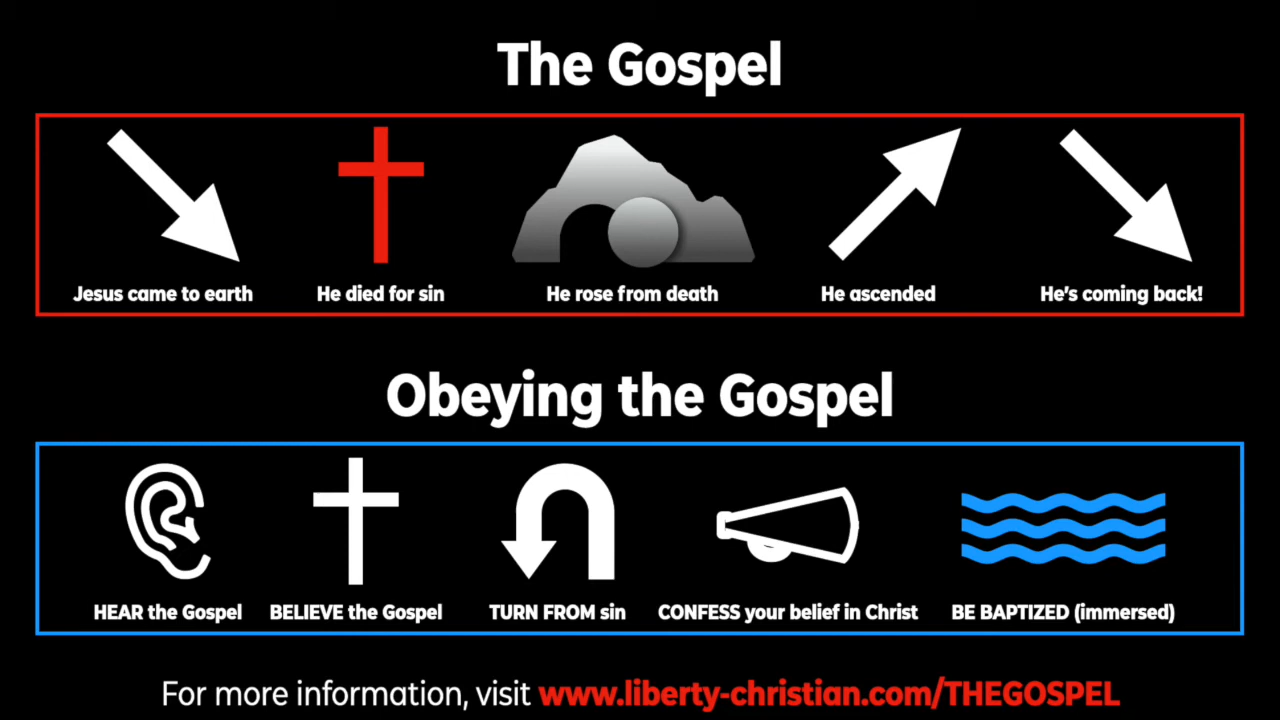 The Gospel
Jesus came to earth
He died for sin
He rose from death
He ascended
He's coming back!
Obeying the Gospel
HEAR the Gospel
BELIEVE the Gospel
TURN FROM sin
CONFESS your belief in Christ
BE BAPTIZED (immersed)
For more information, visit www.liberty-christian.com/THEGOSPEL